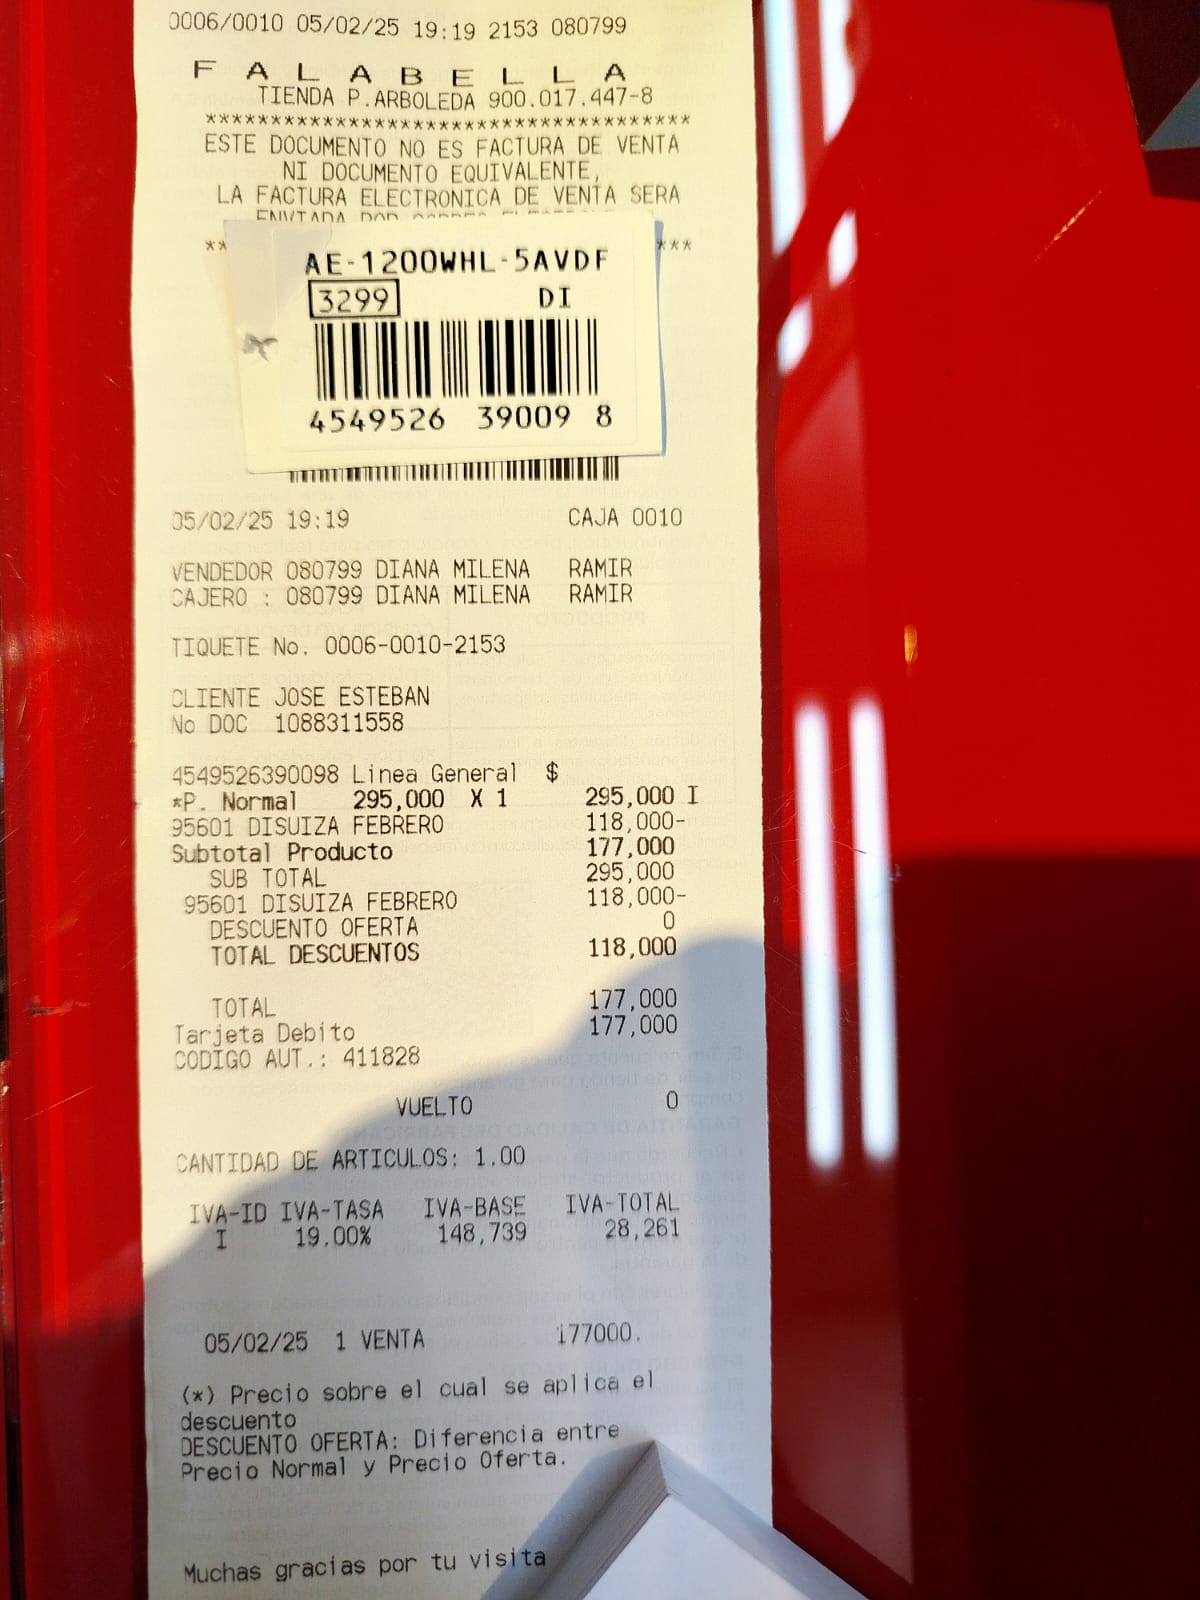 0006/0010 05/02/25 19:19 2153 080799
FALABELLA
TIENDA P.ARBOLEDA 900.017.447-8
*************************************
ESTE DOCUMENTO NO ES FACTURA DE VENTA
NI DOCUMENTO EQUIVALENTE,
LA FACTURA ELECTRONICA DE VENTA SERA
ENVIADA POR CORREO
** ***
AE-1200WHL-5AVDF
3299 DI
4549526 39009 8
05/02/25 19:19 CAJA 0010
VENDEDOR 080799 DIANA MILENA RAMIR
CAJERO : 080799 DIANA MILENA RAMIR
TIQUETE No. 0006-0010-2153
CLIENTE JOSE ESTEBAN
No DOC 1088311558
4549526390098 Linea General $
*P. Normal 295,000 X 1 295,000 I
95601 DISUIZA FEBRERO 118,000-
Subtotal Producto 177,000
SUB TOTAL 295,000
95601 DISUIZA FEBRERO 118,000-
DESCUENTO OFERTA 0
TOTAL DESCUENTOS 118,000
TOTAL 177,000
Tarjeta Debito 177,000
CODIGO AUT.: 411828
VUELTO 0
CANTIDAD DE ARTICULOS: 1.00
IVA-ID IVA-TASA IVA-BASE IVA-TOTAL
I 19.00% 148,739 28,261
05/02/25 1 VENTA 177000.
(*) Precio sobre el cual se aplica el
descuento
DESCUENTO OFERTA: Diferencia entre
Precio Normal y Precio Oferta.
Muchas gracias por tu visita